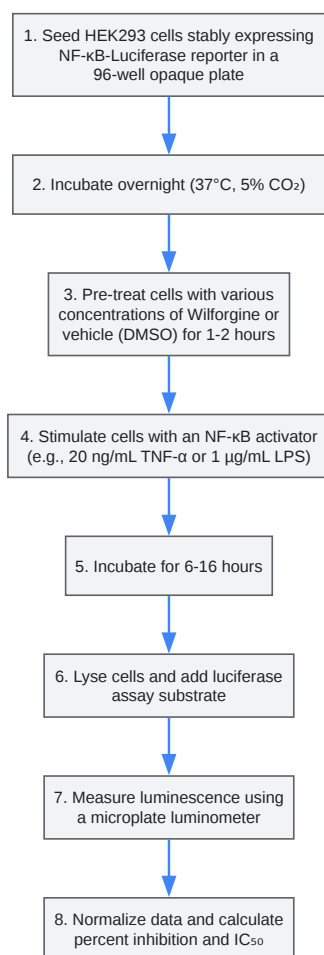 1. Seed HEK293 cells stably expressing
NF-κB-Luciferase reporter in a
96-well opaque plate
2. Incubate overnight (37°C, 5% CO₂)
3. Pre-treat cells with various
concentrations of Wilforgine or
vehicle (DMSO) for 1-2 hours
4. Stimulate cells with an NF-κB activator
(e.g., 20 ng/mL TNF-α or 1 µg/mL LPS)
5. Incubate for 6-16 hours
6. Lyse cells and add luciferase
assay substrate
7. Measure luminescence using
a microplate luminometer
8. Normalize data and calculate
percent inhibition and IC₅₀